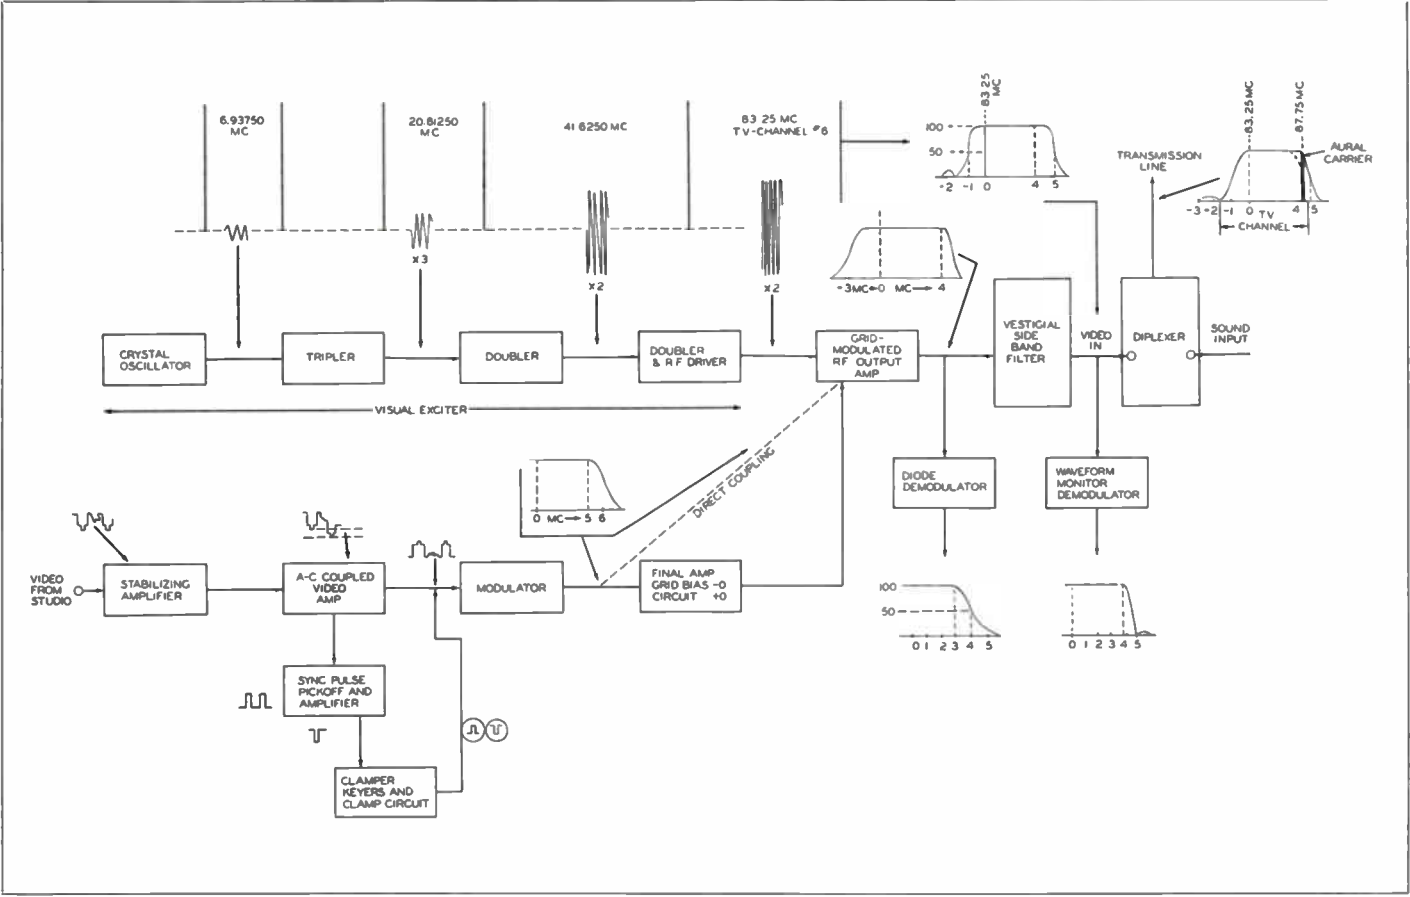 6.93750
MC
20.81250
MC
41.6250 MC
83 25 MC
TV-CHANNEL #6
83.25
MC
100
50
-2 -1 0 4 5
83.25 MC
87.75 MC
TRANSMISSION
LINE
AURAL
CARRIER
-3 -2 -1 0 TV 4 5
CHANNEL
X3
X2
X2
-3MC 0 MC 4
CRYSTAL
OSCILLATOR
TRIPLER
DOUBLER
DOUBLER
& RF DRIVER
GRID-
MODULATED
RF OUTPUT
AMP
VESTIGIAL
SIDE
BAND
FILTER
VIDEO
IN
DIPLEXER
SOUND
INPUT
VISUAL EXCITER
DIRECT COUPLING
0 MC 5 6
DIODE
DEMODULATOR
WAVEFORM
MONITOR
DEMODULATOR
VIDEO
FROM
STUDIO
STABILIZING
AMPLIFIER
A-C COUPLED
VIDEO
AMP
MODULATOR
FINAL AMP
GRID BIAS -0
CIRCUIT +0
100
50
0 1 2 3 4 5
0 1 2 3 4 5
SYNC PULSE
PICKOFF AND
AMPLIFIER
CLAMPER
KEYERS AND
CLAMP CIRCUIT